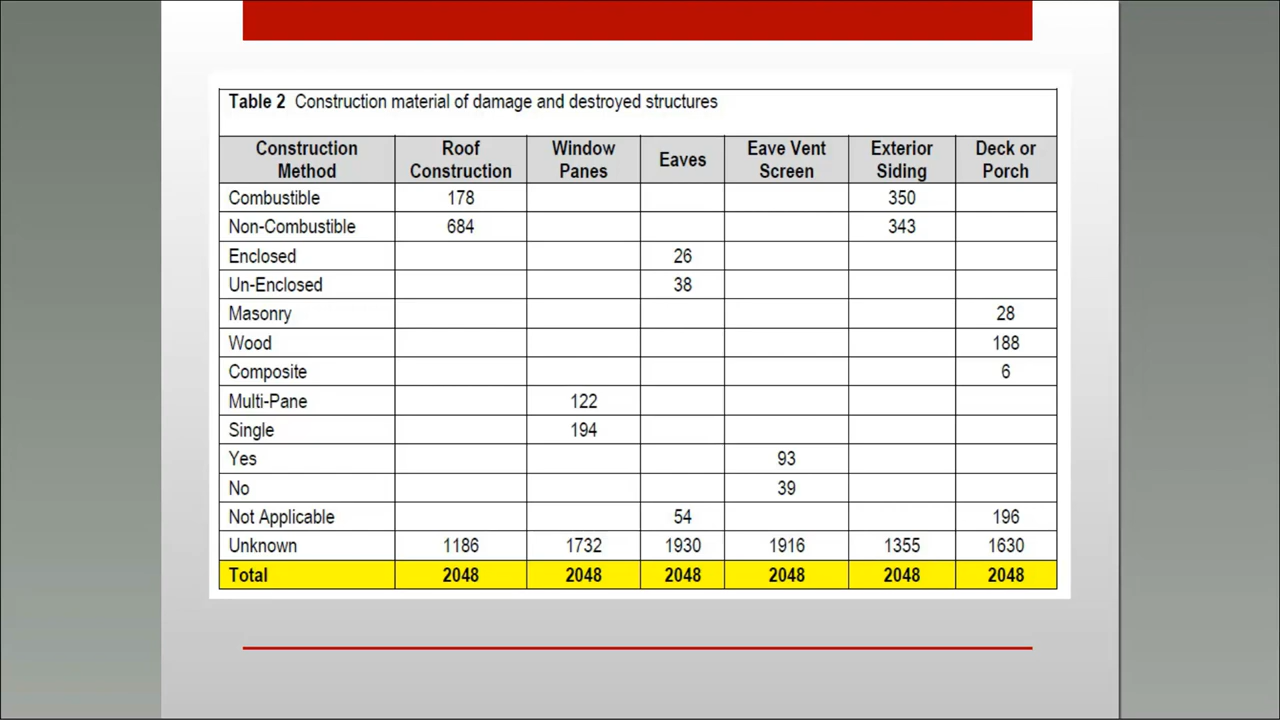 Table 2 Construction material of damage and destroyed structures
Construction Method Roof Construction Window Panes Eaves Eave Vent Screen Exterior Siding Deck or Porch
Combustible 178 350
Non-Combustible 684 343
Enclosed 26
Un-Enclosed 38
Masonry 28
Wood 188
Composite 6
Multi-Pane 122
Single 194
Yes 93
No 39
Not Applicable 54 196
Unknown 1186 1732 1930 1916 1355 1630
Total 2048 2048 2048 2048 2048 2048